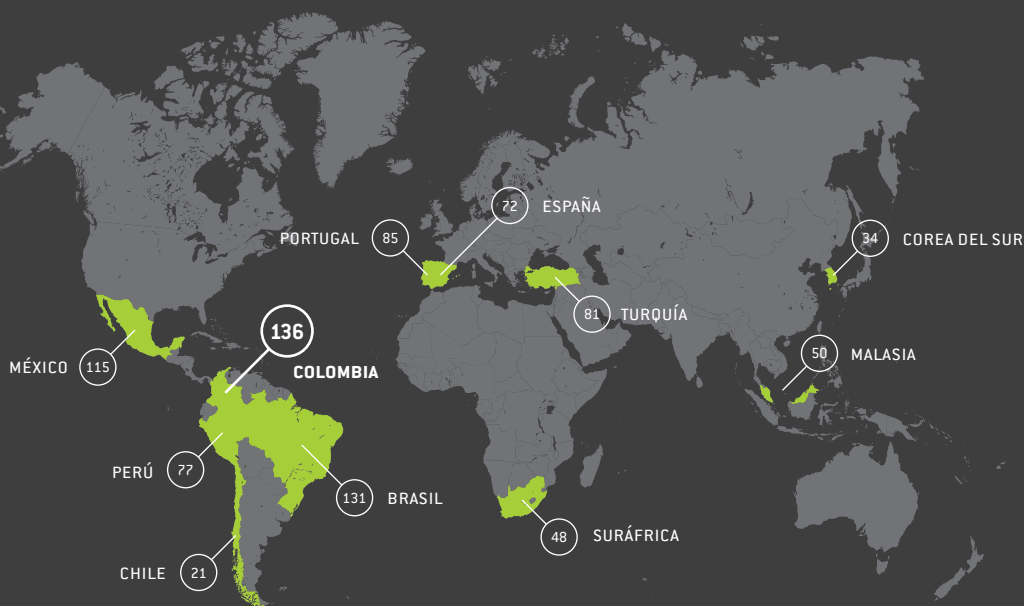 72 ESPAÑA
PORTUGAL 85
34 COREA DEL SUR
81 TURQUÍA
136
COLOMBIA
50 MALASIA
MÉXICO 115
PERÚ 77
131 BRASIL
48 SURÁFRICA
CHILE 21